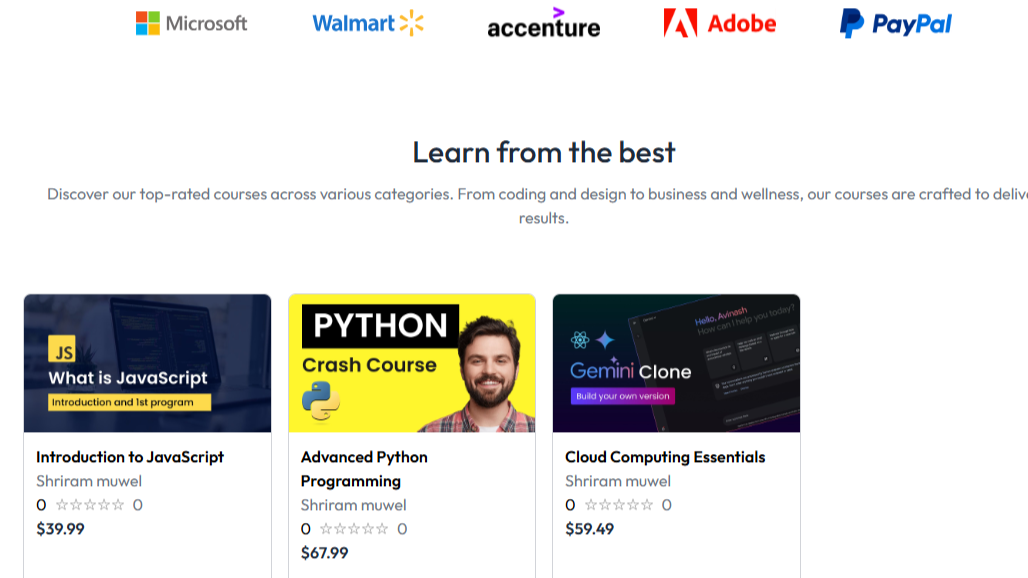 Microsoft
Walmart
accenture
Adobe
PayPal
Learn from the best
Discover our top-rated courses across various categories. From coding and design to business and wellness, our courses are crafted to
results.
JS
What is JavaScript
Introduction and 1st program
PYTHON
Crash Course
Hello, Avinash
How can I help you today?
Gemini Clone
Build your own version
Introduction to JavaScript
Shriram muwel
0 ☆☆☆☆☆ 0
$39.99
Advanced Python
Programming
Shriram muwel
0 ☆☆☆☆☆ 0
$67.99
Cloud Computing Essentials
Shriram muwel
0 ☆☆☆☆☆ 0
$59.49